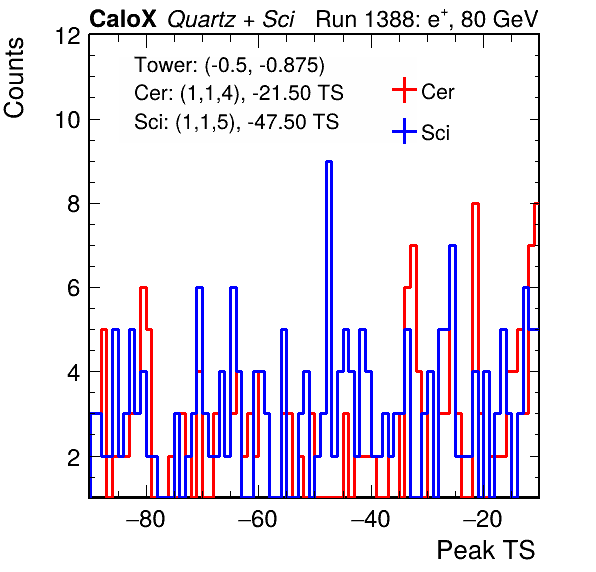 CaloX Quartz + Sci Run 1388: e+, 80 GeV
Counts
12
10
8
6
4
2
Tower: (-0.5, -0.875)
Cer: (1,1,4), -21.50 TS
Sci: (1,1,5), -47.50 TS
Cer
Sci
−80 −60 −40 −20
Peak TS